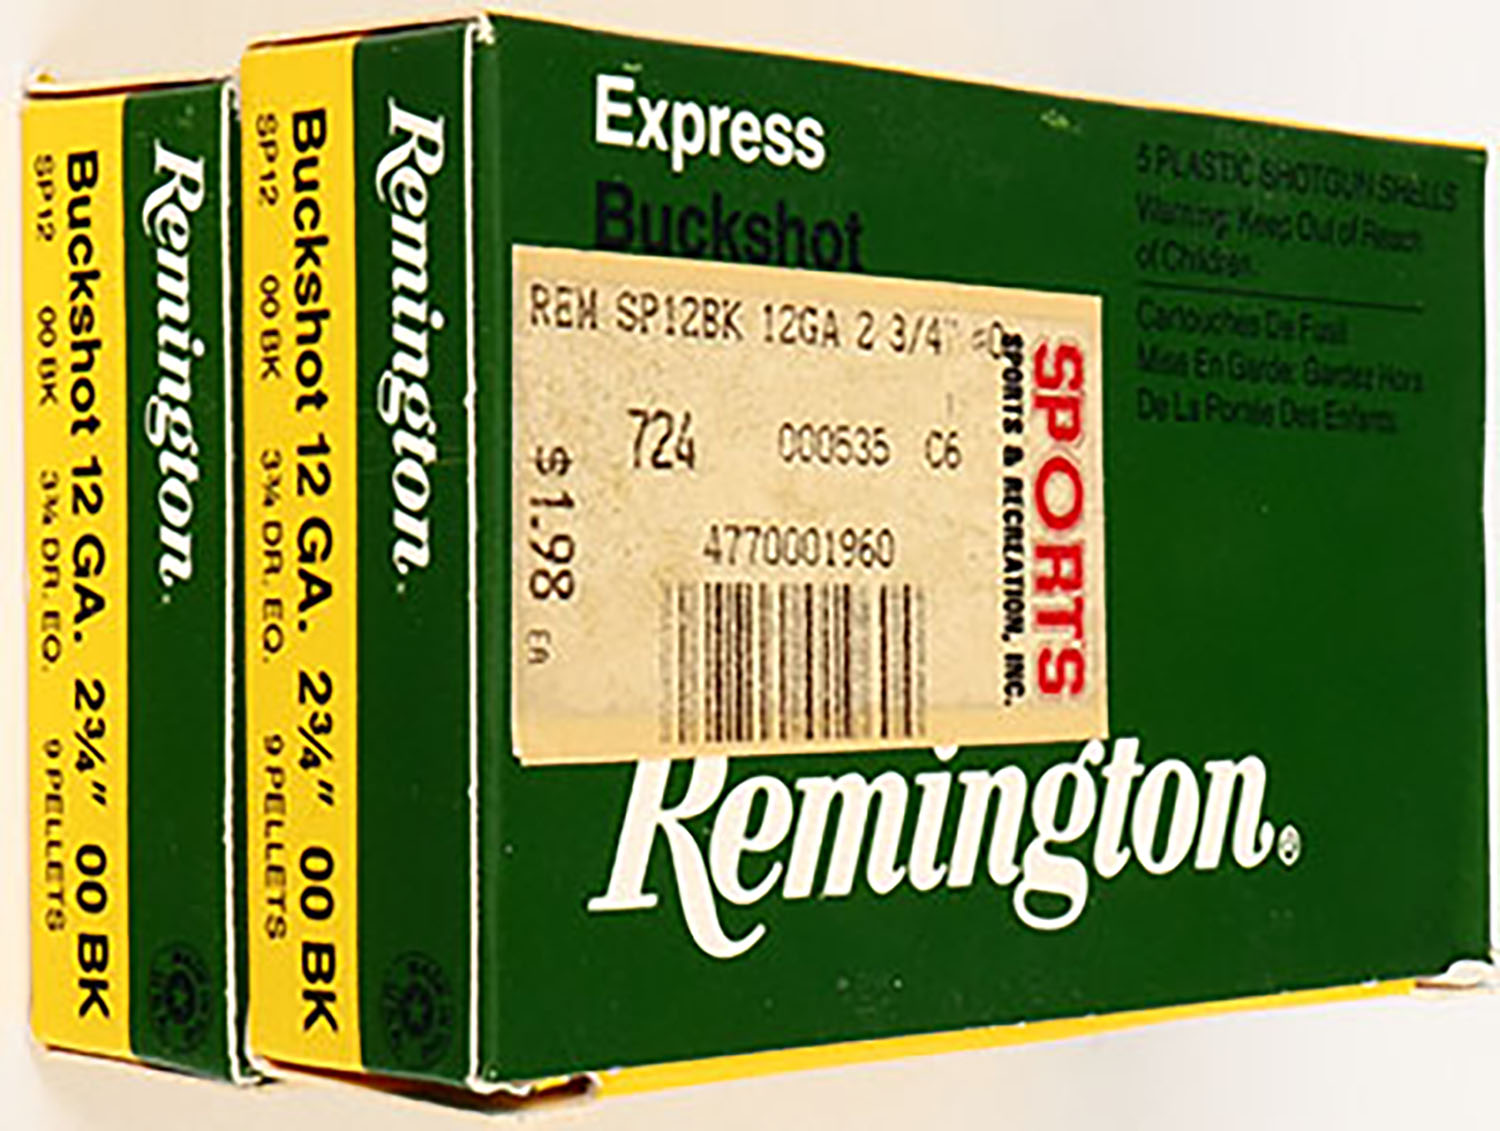 Remington.
Buckshot 12 GA. 2¾" 00 BK
SP12 00 BK 3¾ DR. EQ. 9 PELLETS
Remington.
Buckshot 12 GA. 2¾" 00 BK
SP12 00 BK 3¾ DR. EQ. 9 PELLETS
Express
Buckshot
5 PLASTIC SHOTGUN SHELLS
Warning: Keep Out of Reach
of Children.
Cartouches De Fusil
Mise En Garde: Gardez Hors
De La Portée Des Enfants.
REM SP12BK 12GA 2 3/4"
724 000535 C6
$1.98 EA
4770001960
SPORTS
SPORTS & RECREATION, INC.
Remington.®